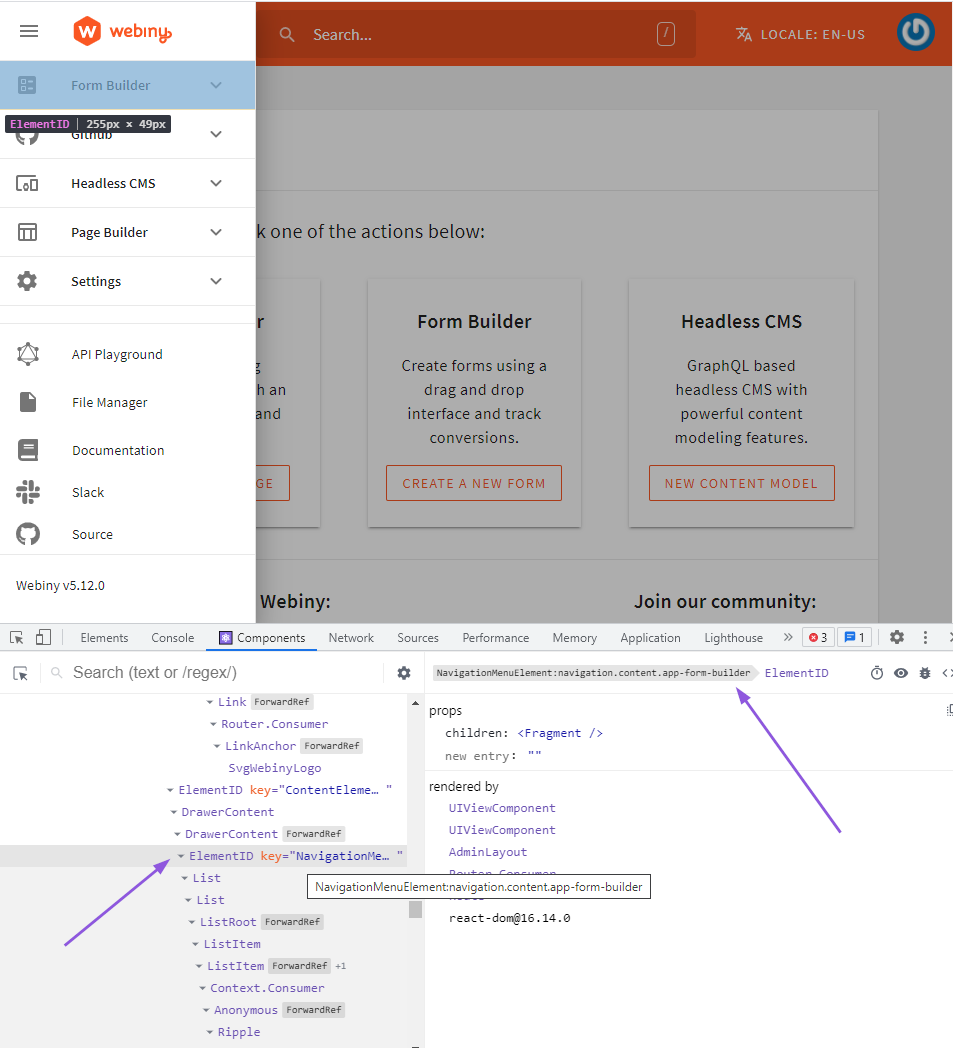 webiny
Search...
/
LOCALE: EN-US
Form Builder
ElementID | 255px × 49px
Github
Headless CMS
Page Builder
Settings
API Playground
File Manager
Documentation
Slack
Source
Webiny v5.12.0
k one of the actions below:
r
g
h an
and
GE
Form Builder
Create forms using a
drag and drop
interface and track
conversions.
CREATE A NEW FORM
Headless CMS
GraphQL based
headless CMS with
powerful content
modeling features.
NEW CONTENT MODEL
Webiny:
Join our community:
Elements Console Components Network Sources Performance Memory Application Lighthouse » 3 1
Search (text or /regex/)
Link ForwardRef
Router.Consumer
LinkAnchor ForwardRef
SvgWebinyLogo
ElementID key="ContentEleme… "
DrawerContent
DrawerContent ForwardRef
ElementID key="NavigationMe… "
List
List
ListRoot ForwardRef
ListItem
ListItem ForwardRef +1
Context.Consumer
Anonymous ForwardRef
Ripple
NavigationMenuElement:navigation.content.app-form-builder ElementID
props
children: <Fragment />
new entry: ""
rendered by
UIViewComponent
UIViewComponent
AdminLayout
Router.Consumer
NavigationMenuElement:navigation.content.app-form-builder
react-dom@16.14.0